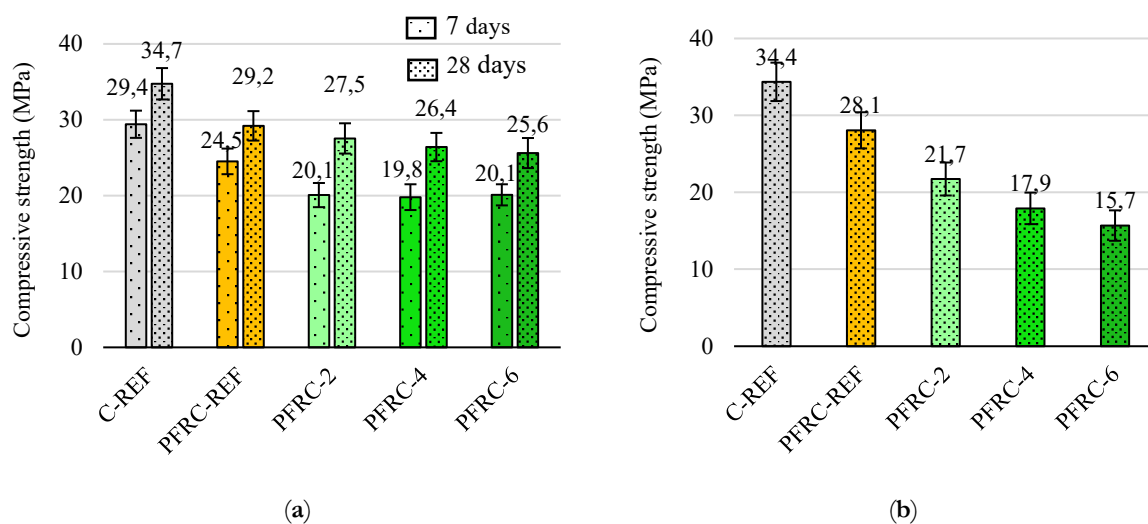 7 days
28 days
Compressive strength (MPa)
40
30
20
10
0
29,4
34,7
24,5
29,2
20,1
27,5
19,8
26,4
20,1
25,6
C-REF
PFRC-REF
PFRC-2
PFRC-4
PFRC-6
(a)
Compressive strength (MPa)
40
30
20
10
0
34,4
28,1
21,7
17,9
15,7
C-REF
PFRC-REF
PFRC-2
PFRC-4
PFRC-6
(b)